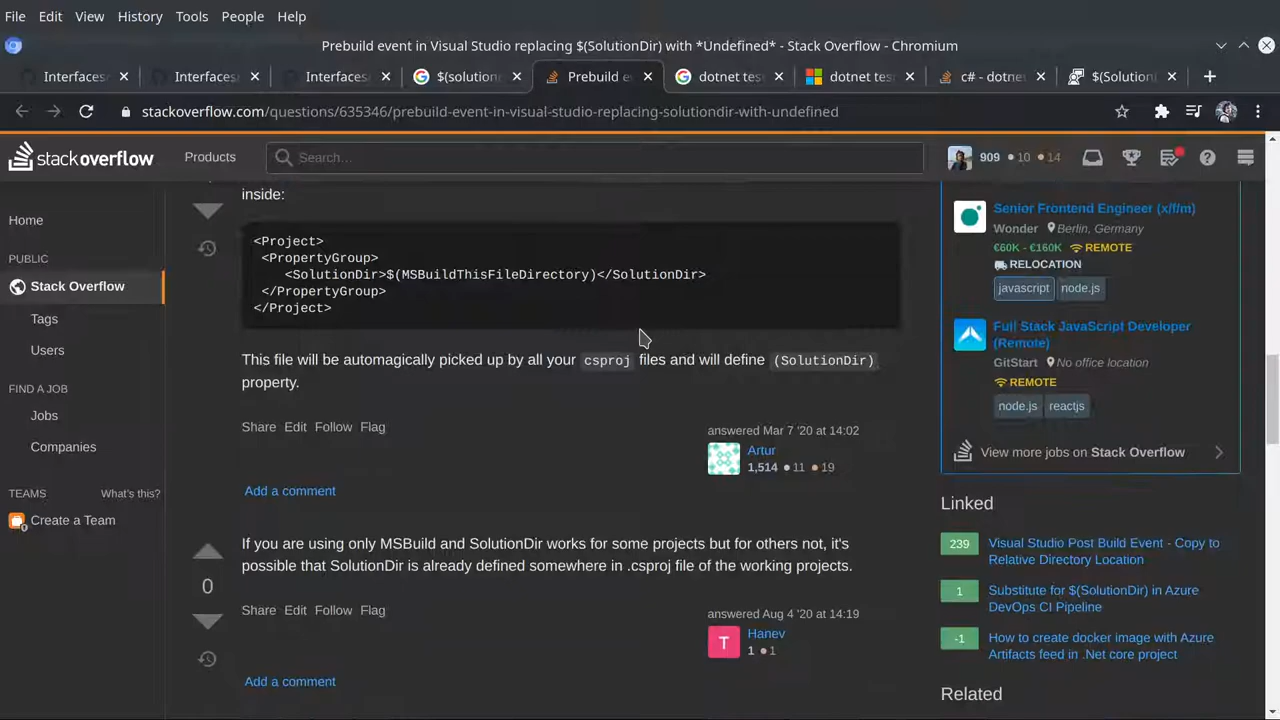 File Edit View History Tools People Help
Prebuild event in Visual Studio replacing $(SolutionDir) with *Undefined* - Stack Overflow - Chromium
Interfaces Interfaces Interfaces $(solution Prebuild e dotnet tes dotnet tes c# - dotne $(Solution
stackoverflow.com/questions/635346/prebuild-event-in-visual-studio-replacing-solutiondir-with-undefined
stackoverflow Products Search... 909 10 14
Home
PUBLIC
Stack Overflow
Tags
Users
FIND A JOB
Jobs
Companies
TEAMS What's this?
Create a Team
inside:
<Project>
<PropertyGroup>
<SolutionDir>$(MSBuildThisFileDirectory)</SolutionDir>
</PropertyGroup>
</Project>
This file will be automagically picked up by all your csproj files and will define (SolutionDir)
property.
Share Edit Follow Flag
answered Mar 7 '20 at 14:02
Artur
1,514 11 19
Add a comment
0
If you are using only MSBuild and SolutionDir works for some projects but for others not, it's
possible that SolutionDir is already defined somewhere in .csproj file of the working projects.
Share Edit Follow Flag
answered Aug 4 '20 at 14:19
T
Hanev
1 1
Add a comment
Senior Frontend Engineer (x/f/m)
Wonder Berlin, Germany
€60K - €160K REMOTE
RELOCATION
javascript node.js
Full Stack JavaScript Developer
(Remote)
GitStart No office location
REMOTE
node.js reactjs
View more jobs on Stack Overflow
Linked
239 Visual Studio Post Build Event - Copy to
Relative Directory Location
1 Substitute for $(SolutionDir) in Azure
DevOps CI Pipeline
-1 How to create docker image with Azure
Artifacts feed in .Net core project
Related